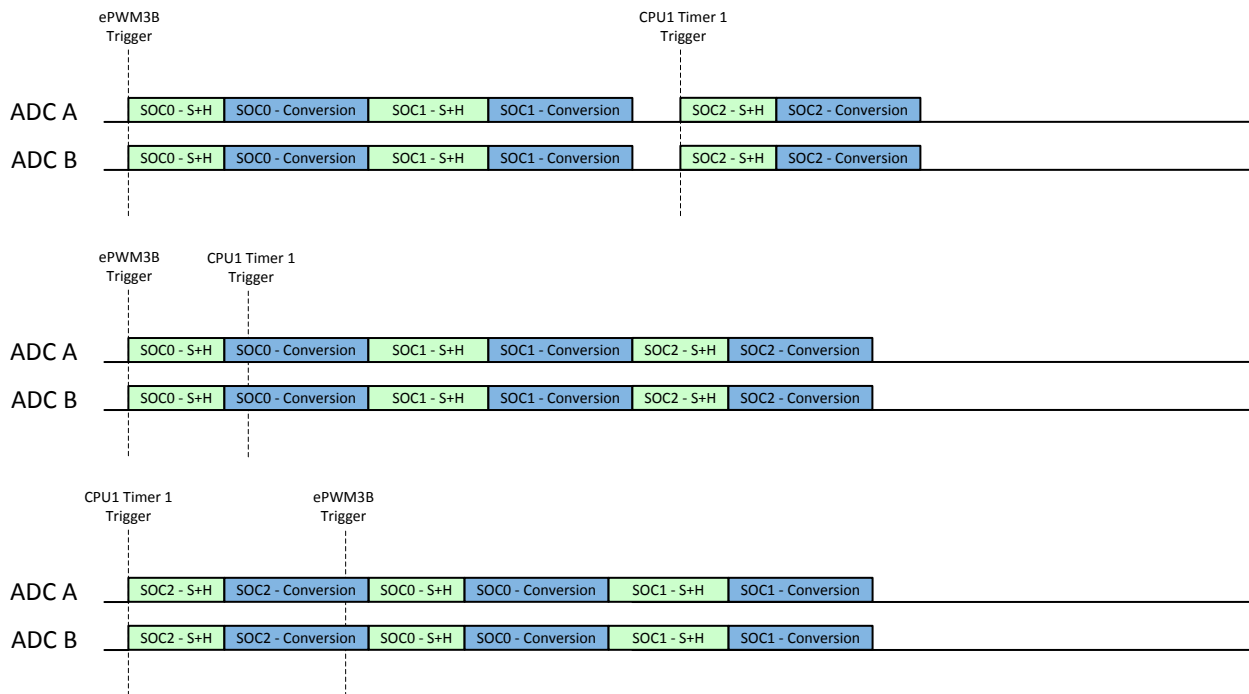 ePWM3B
Trigger
CPU1 Timer 1
Trigger
ADC A
SOC0 - S+H SOC0 - Conversion SOC1 - S+H SOC1 - Conversion SOC2 - S+H SOC2 - Conversion
ADC B
SOC0 - S+H SOC0 - Conversion SOC1 - S+H SOC1 - Conversion SOC2 - S+H SOC2 - Conversion
ePWM3B
Trigger
CPU1 Timer 1
Trigger
ADC A
SOC0 - S+H SOC0 - Conversion SOC1 - S+H SOC1 - Conversion SOC2 - S+H SOC2 - Conversion
ADC B
SOC0 - S+H SOC0 - Conversion SOC1 - S+H SOC1 - Conversion SOC2 - S+H SOC2 - Conversion
CPU1 Timer 1
Trigger
ePWM3B
Trigger
ADC A
SOC2 - S+H SOC2 - Conversion SOC0 - S+H SOC0 - Conversion SOC1 - S+H SOC1 - Conversion
ADC B
SOC2 - S+H SOC2 - Conversion SOC0 - S+H SOC0 - Conversion SOC1 - S+H SOC1 - Conversion